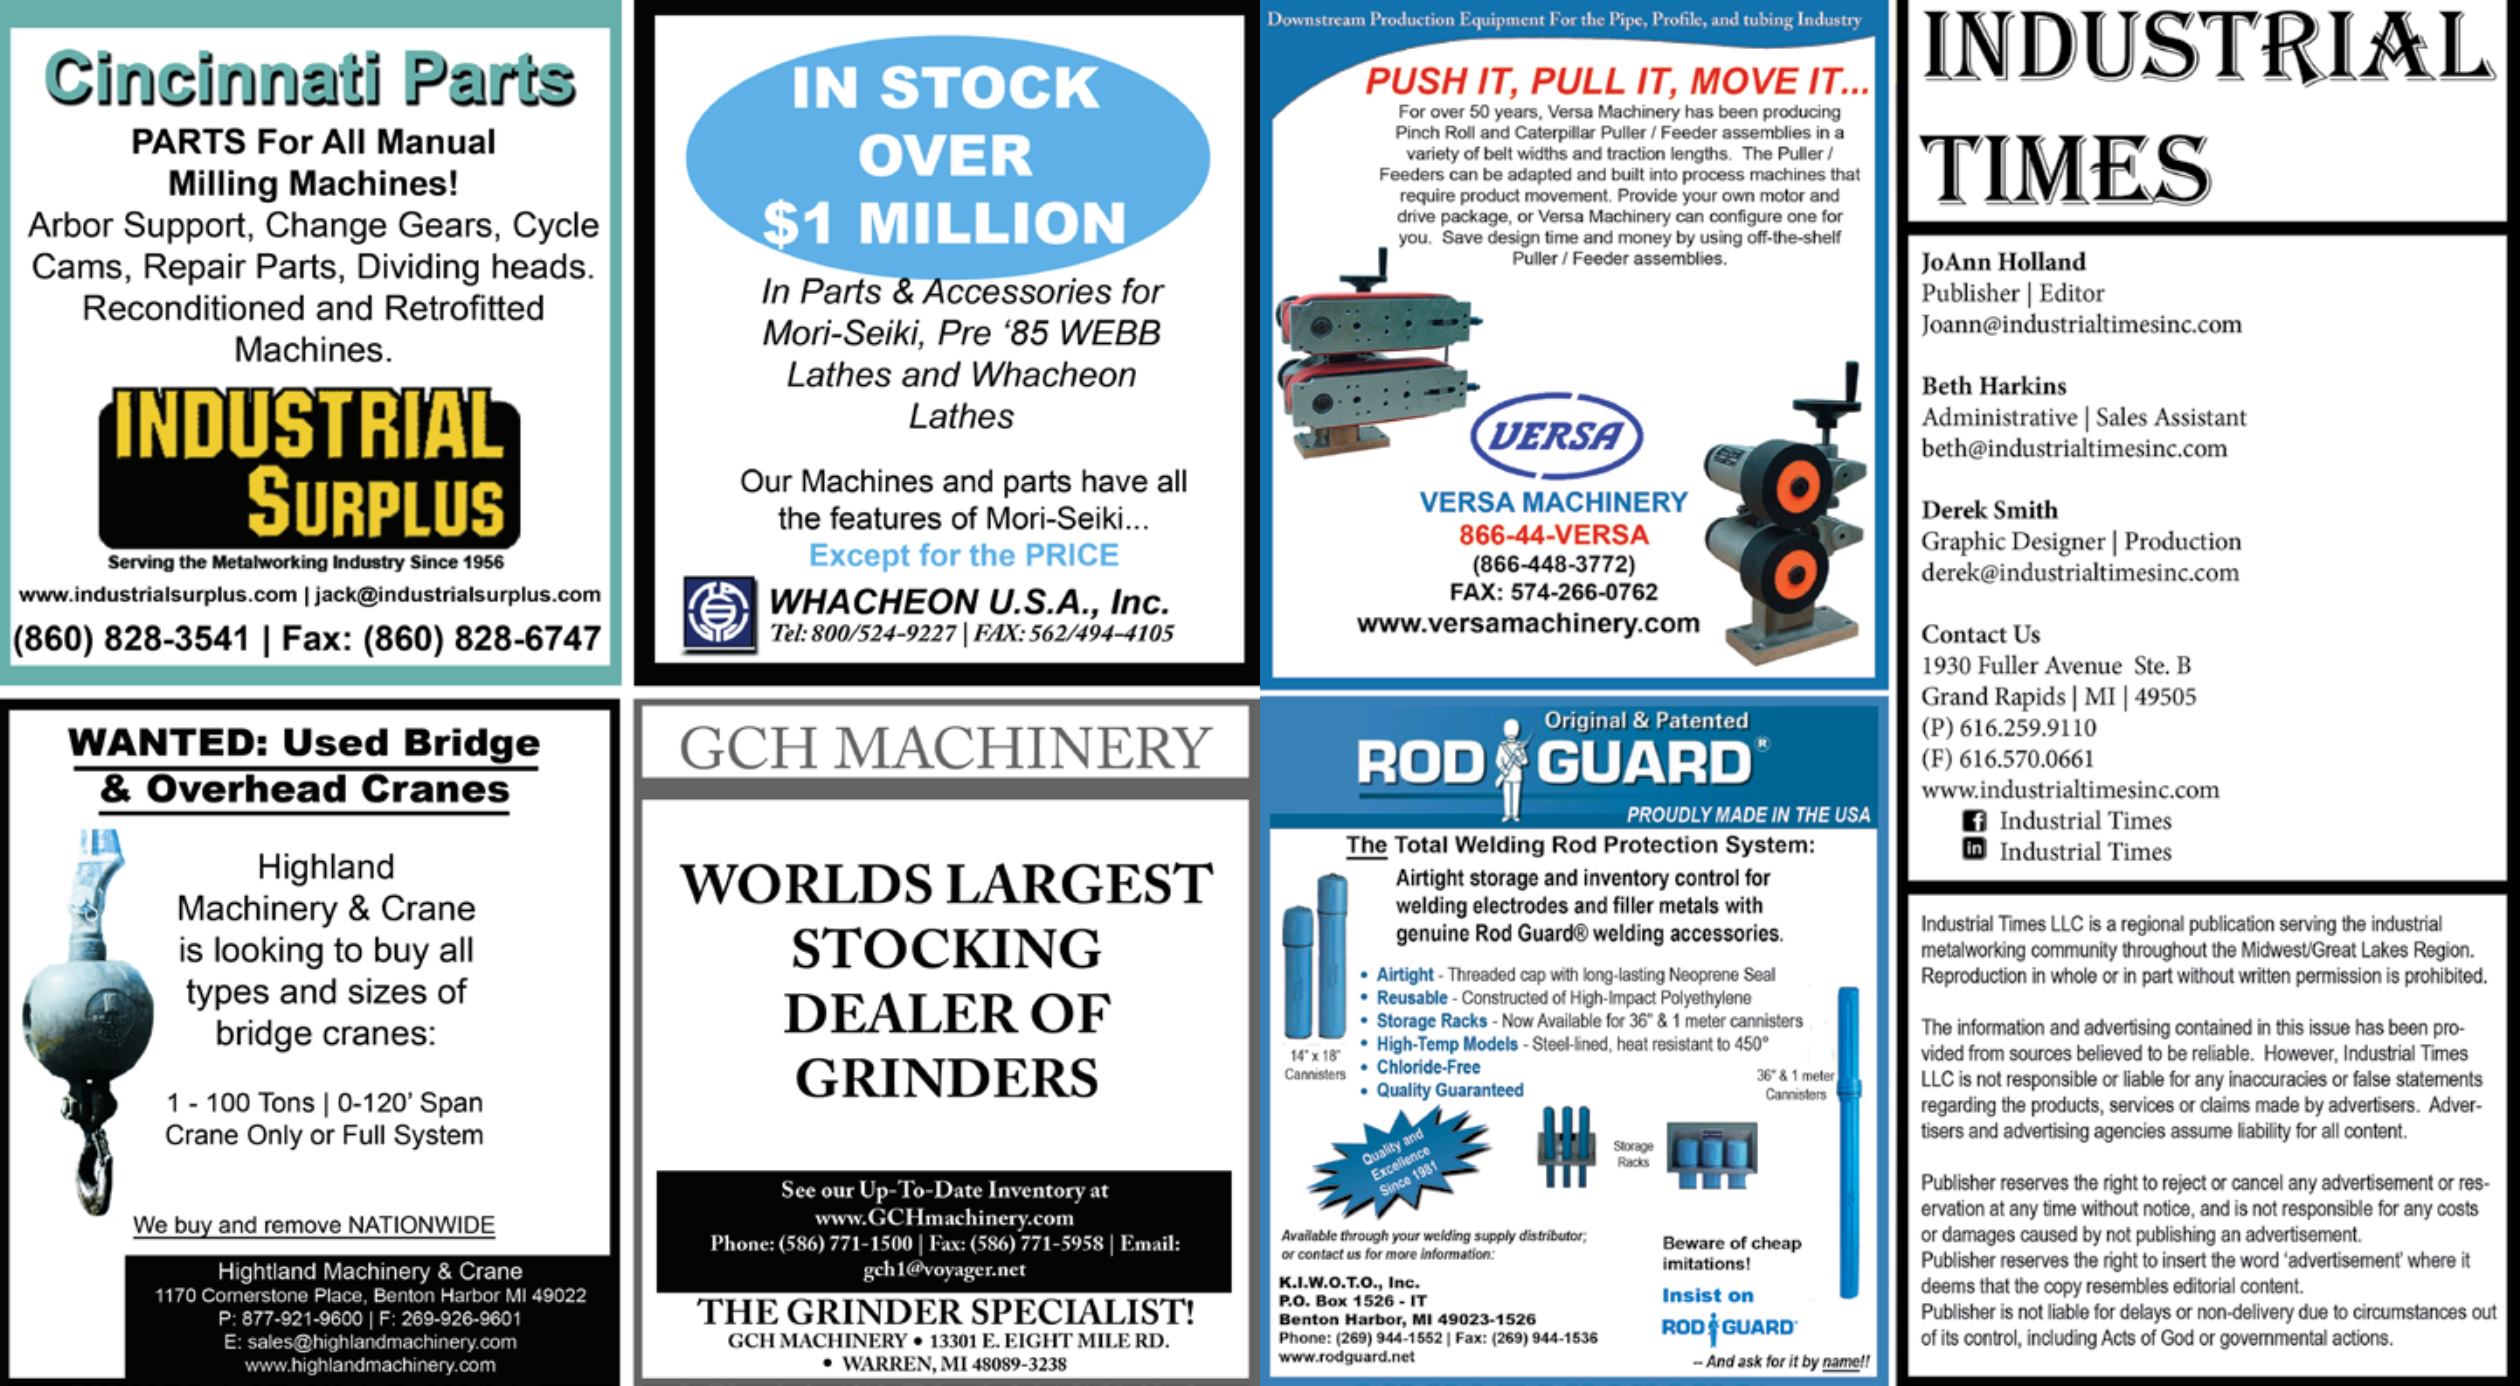 Cincinnati Parts
PARTS For All Manual
Milling Machines!
Arbor Support, Change Gears, Cycle
Cams, Repair Parts, Dividing heads.
Reconditioned and Retrofitted
Machines.
INDUSTRIAL
SURPLUS
Serving the Metalworking Industry Since 1956
www.industrialsurplus.com | jack@industrialsurplus.com
(860) 828-3541 | Fax: (860) 828-6747
IN STOCK
OVER
$1 MILLION
In Parts & Accessories for
Mori-Seiki, Pre ‘85 WEBB
Lathes and Whacheon
Lathes
Our Machines and parts have all
the features of Mori-Seiki...
Except for the PRICE
WHACHEON U.S.A., Inc.
Tel: 800/524-9227 | FAX: 562/494-4105
Downstream Production Equipment For the Pipe, Profile, and tubing Industry
PUSH IT, PULL IT, MOVE IT...
For over 50 years, Versa Machinery has been producing
Pinch Roll and Caterpillar Puller / Feeder assemblies in a
variety of belt widths and traction lengths. The Puller /
Feeders can be adapted and built into process machines that
require product movement. Provide your own motor and
drive package, or Versa Machinery can configure one for
you. Save design time and money by using off-the-shelf
Puller / Feeder assemblies.
VERSA
VERSA MACHINERY
866-44-VERSA
(866-448-3772)
FAX: 574-266-0762
www.versamachinery.com
WANTED: Used Bridge
& Overhead Cranes
Highland
Machinery & Crane
is looking to buy all
types and sizes of
bridge cranes:
1 - 100 Tons | 0-120’ Span
Crane Only or Full System
We buy and remove NATIONWIDE
Hightland Machinery & Crane
1170 Cornerstone Place, Benton Harbor MI 49022
P: 877-921-9600 | F: 269-926-9601
E: sales@highlandmachinery.com
www.highlandmachinery.com
GCH MACHINERY
WORLDS LARGEST
STOCKING
DEALER OF
GRINDERS
See our Up-To-Date Inventory at
www.GCHmachinery.com
Phone: (586) 771-1500 | Fax: (586) 771-5958 | Email:
gch1@voyager.net
THE GRINDER SPECIALIST!
GCH MACHINERY • 13301 E. EIGHT MILE RD.
• WARREN, MI 48089-3238
Original & Patented
ROD GUARD®
PROUDLY MADE IN THE USA
The Total Welding Rod Protection System:
Airtight storage and inventory control for
welding electrodes and filler metals with
genuine Rod Guard® welding accessories.
• Airtight - Threaded cap with long-lasting Neoprene Seal
• Reusable - Constructed of High-Impact Polyethylene
• Storage Racks - Now Available for 36" & 1 meter cannisters
• High-Temp Models - Steel-lined, heat resistant to 450°
• Chloride-Free
• Quality Guaranteed
14" x 18"
Cannisters
36" & 1 meter
Cannisters
Quality and
Excellence
Since 1981
Storage
Racks
Available through your welding supply distributor;
or contact us for more information:
K.I.W.O.T.O., Inc.
P.O. Box 1526 - IT
Benton Harbor, MI 49023-1526
Phone: (269) 944-1552 | Fax: (269) 944-1536
www.rodguard.net
Beware of cheap
imitations!
Insist on
ROD GUARD
-- And ask for it by name!!
INDUSTRIAL
TIMES
JoAnn Holland
Publisher | Editor
Joann@industrialtimesinc.com
Beth Harkins
Administrative | Sales Assistant
beth@industrialtimesinc.com
Derek Smith
Graphic Designer | Production
derek@industrialtimesinc.com
Contact Us
1930 Fuller Avenue Ste. B
Grand Rapids | MI | 49505
(P) 616.259.9110
(F) 616.570.0661
www.industrialtimesinc.com
f Industrial Times
in Industrial Times
Industrial Times LLC is a regional publication serving the industrial
metalworking community throughout the Midwest/Great Lakes Region.
Reproduction in whole or in part without written permission is prohibited.
The information and advertising contained in this issue has been pro-
vided from sources believed to be reliable. However, Industrial Times
LLC is not responsible or liable for any inaccuracies or false statements
regarding the products, services or claims made by advertisers. Adver-
tisers and advertising agencies assume liability for all content.
Publisher reserves the right to reject or cancel any advertisement or res-
ervation at any time without notice, and is not responsible for any costs
or damages caused by not publishing an advertisement.
Publisher reserves the right to insert the word ‘advertisement’ where it
deems that the copy resembles editorial content.
Publisher is not liable for delays or non-delivery due to circumstances out
of its control, including Acts of God or governmental actions.